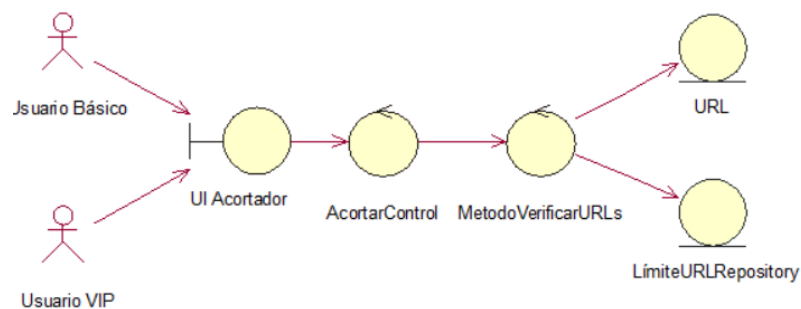 Jsuario Básico
URL
UI Acortador
AcortarControl
MetodoVerificarURLs
LímiteURLRepository
Usuario VIP